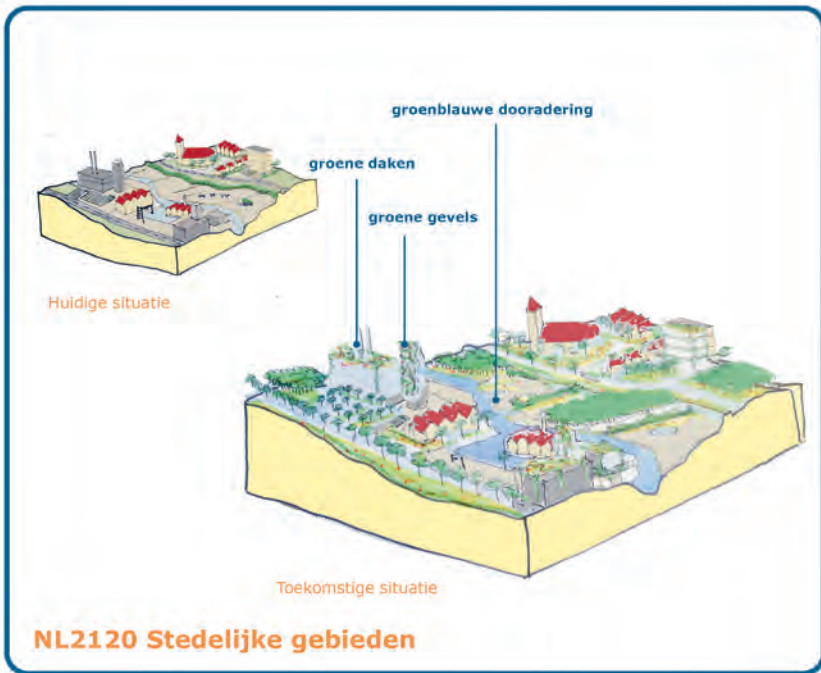 groenblauwe dooradering
groene daken
groene gevels
Huidige situatie
Toekomstige situatie
NL2120 Stedelijke gebieden